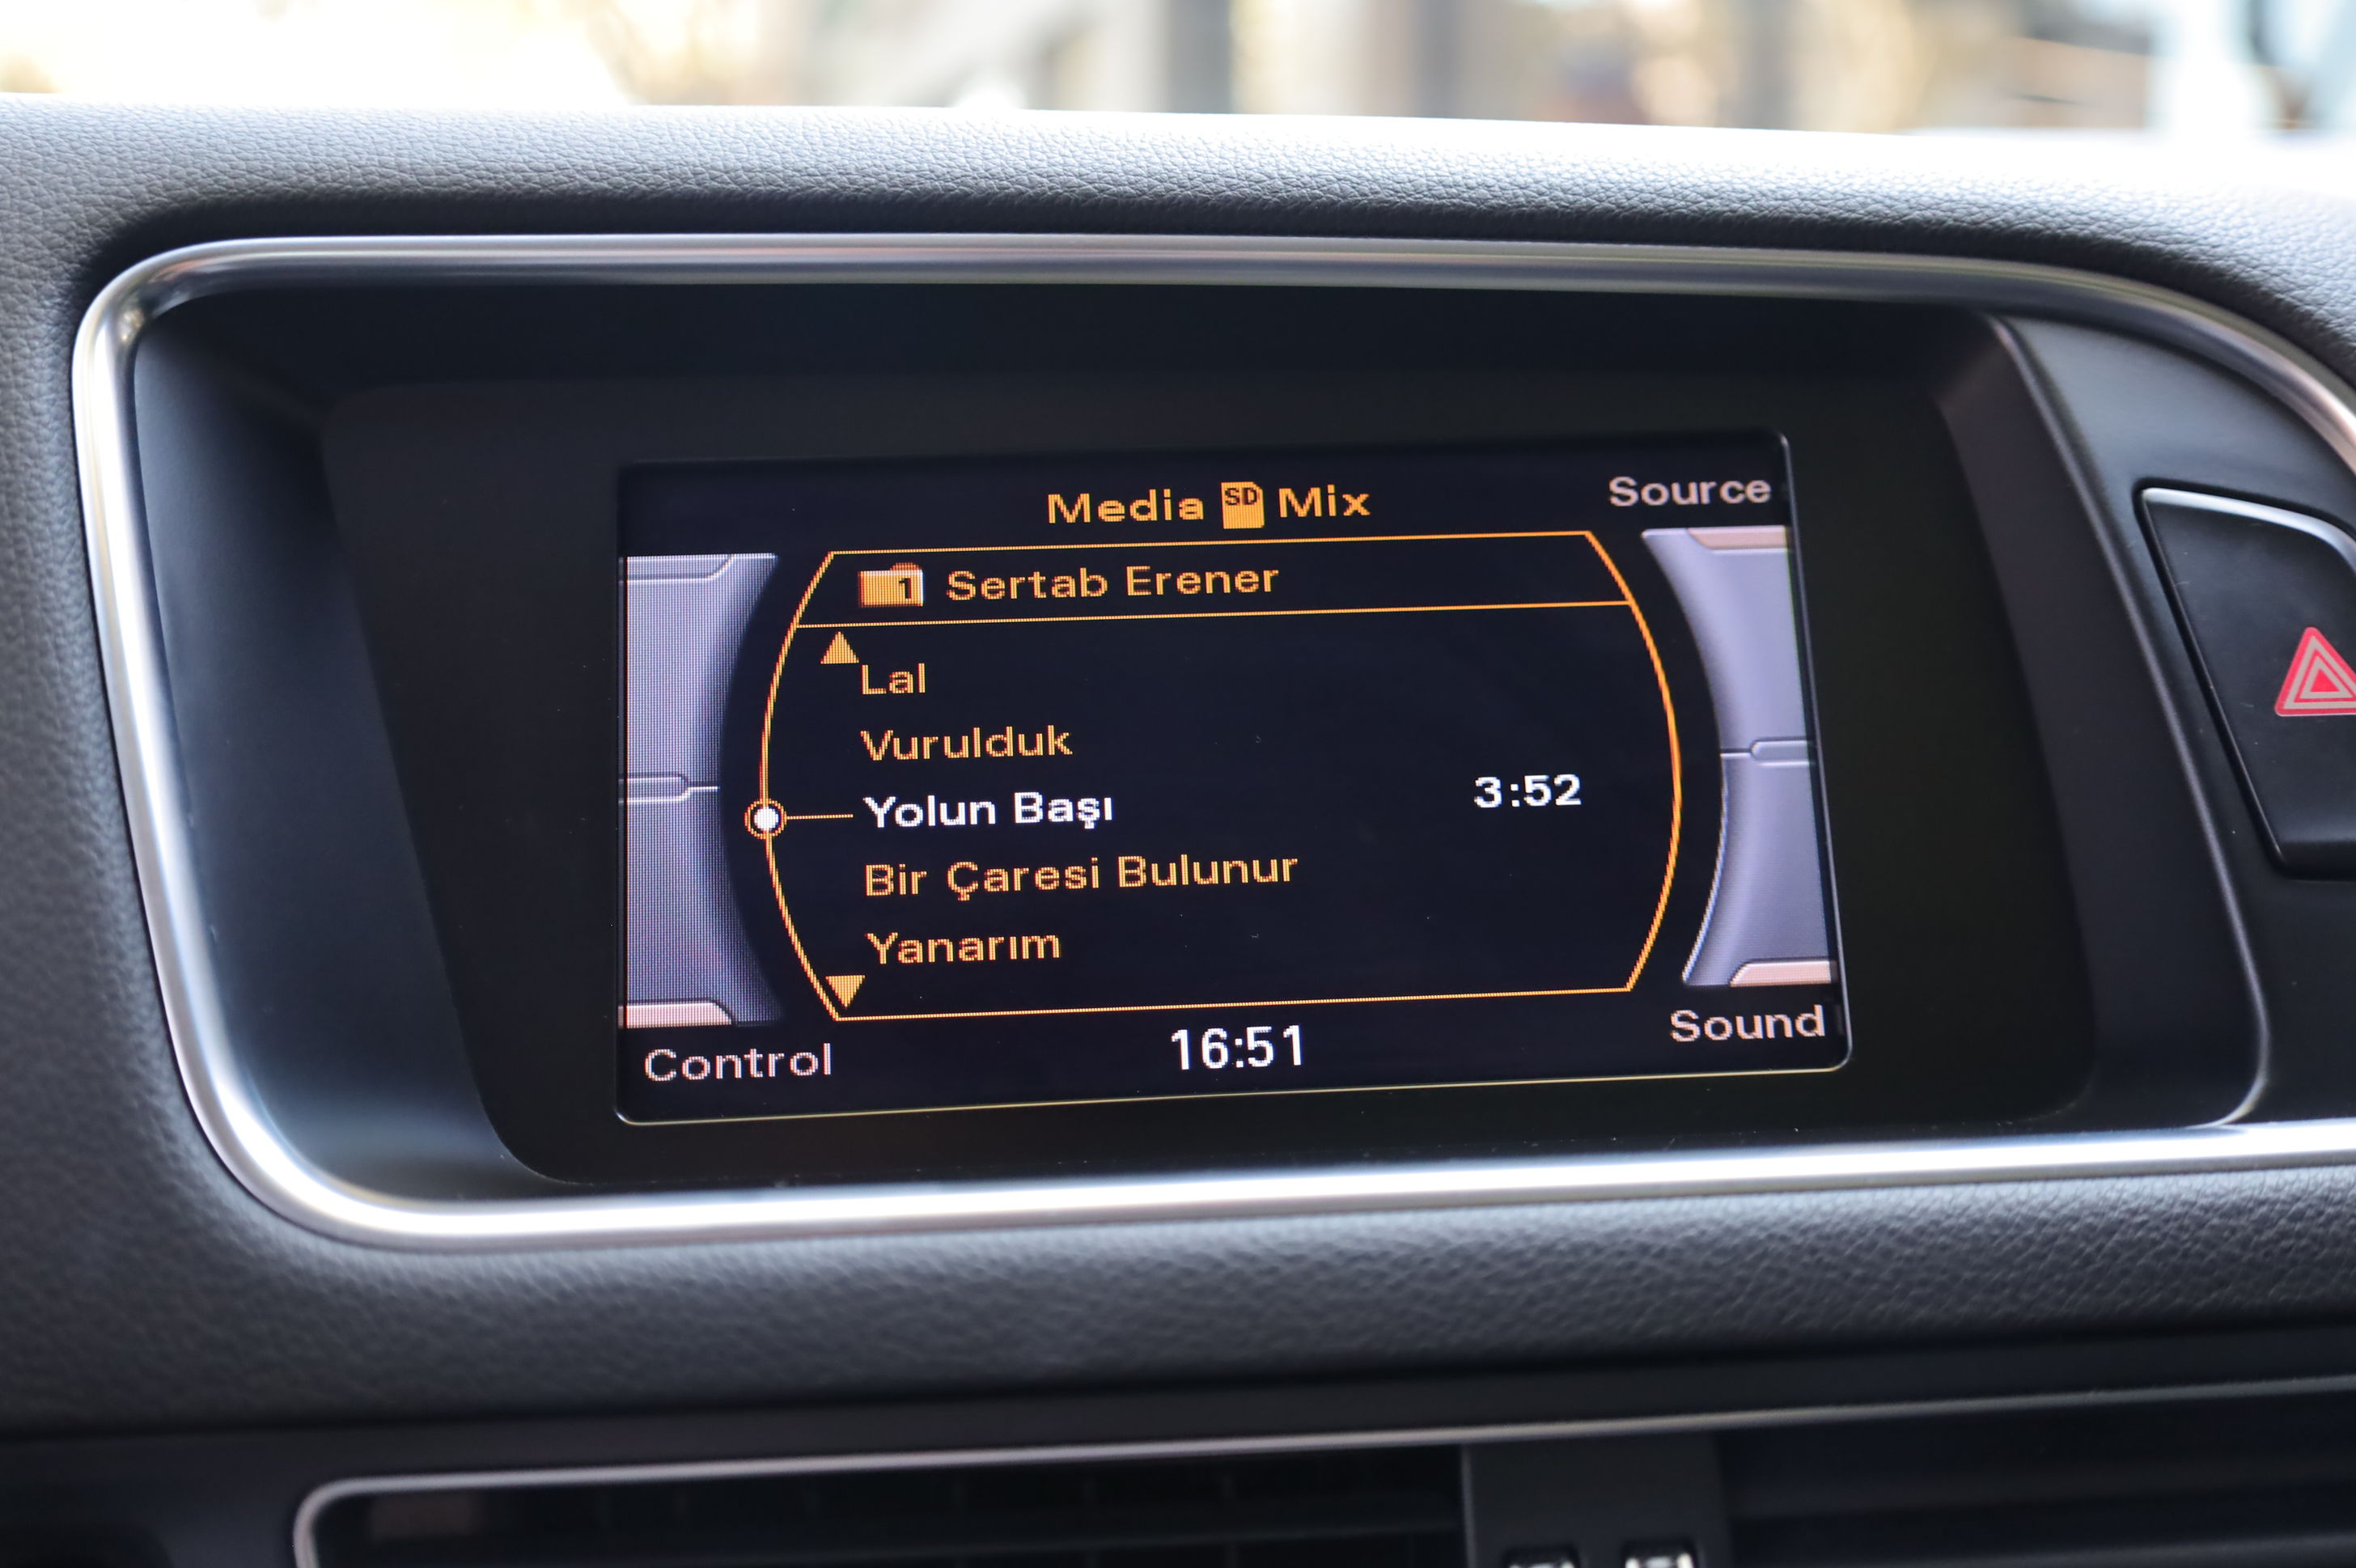 Media SD Mix
Source
1 Sertab Erener
Lal
Vurulduk
Yolun Başı 3:52
Bir Çaresi Bulunur
Yanarım
Control
16:51
Sound